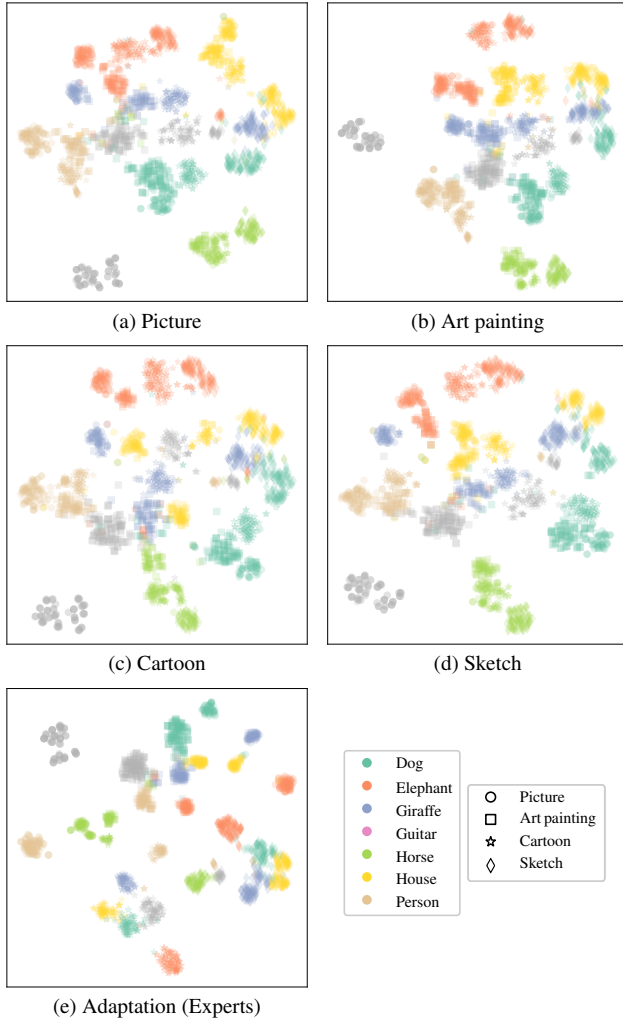 (a) Picture
(b) Art painting
(c) Cartoon
(d) Sketch
(e) Adaptation (Experts)
Dog
Elephant
Giraffe
Guitar
Horse
House
Person
Picture
Art painting
Cartoon
Sketch